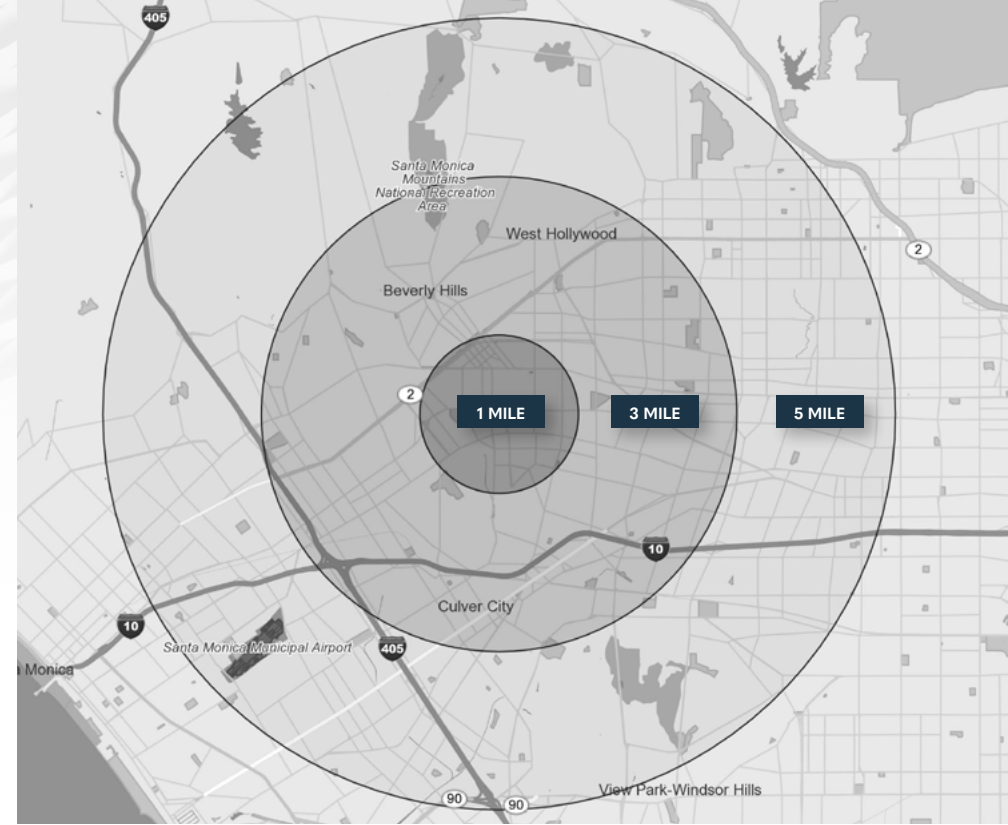 405
Santa Monica
Mountains
National Recreation
Area
West Hollywood
2
Beverly Hills
2
1 MILE
3 MILE
5 MILE
10
Culver City
10
Santa Monica Municipal Airport
405
a Monica
90
90
View Park-Windsor Hills